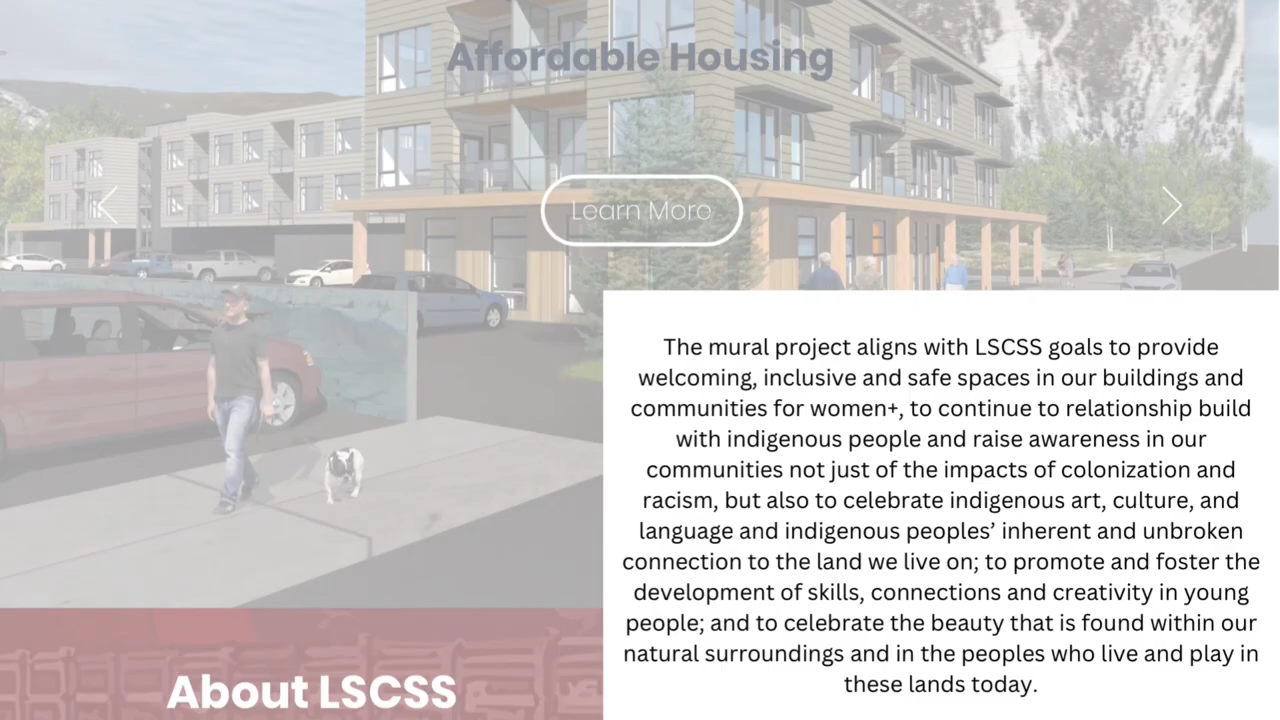 Affordable Housing
Learn More
The mural project aligns with LSCSS goals to provide
welcoming, inclusive and safe spaces in our buildings and
communities for women+, to continue to relationship build
with indigenous people and raise awareness in our
communities not just of the impacts of colonization and
racism, but also to celebrate indigenous art, culture, and
language and indigenous peoples’ inherent and unbroken
connection to the land we live on; to promote and foster the
development of skills, connections and creativity in young
people; and to celebrate the beauty that is found within our
natural surroundings and in the peoples who live and play in
these lands today.
About LSCSS